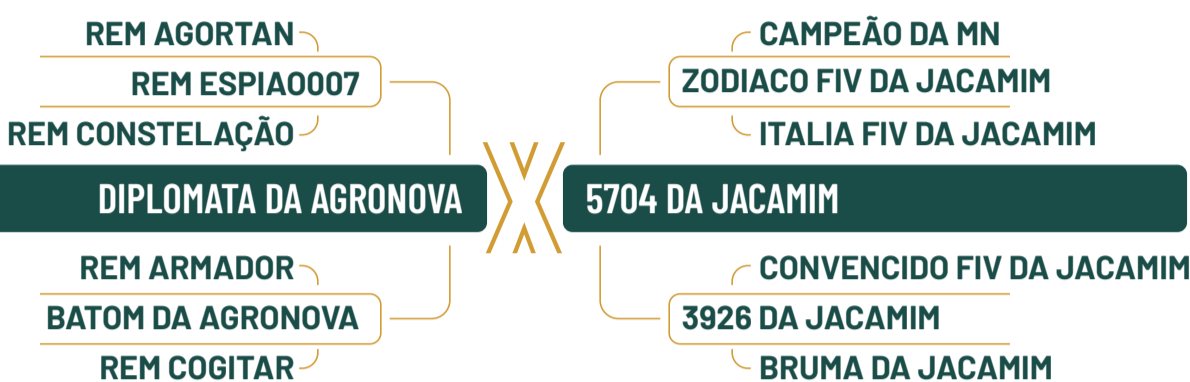 REM AGORTAN
REM ESPIAO007
REM CONSTELAÇÃO
DIPLOMATA DA AGRONOVA
REM ARMADOR
BATOM DA AGRONOVA
REM COGITAR
X
CAMPEÃO DA MN
ZODIACO FIV DA JACAMIM
ITALIA FIV DA JACAMIM
5704 DA JACAMIM
CONVENCIDO FIV DA JACAMIM
3926 DA JACAMIM
BRUMA DA JACAMIM